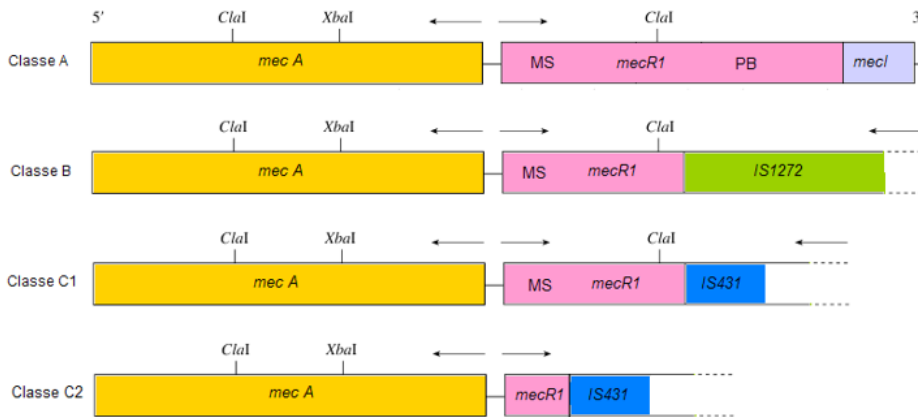 5′ ClaI XbaI ClaI 3
Classe A mec A MS mecR1 PB mecI
ClaI XbaI ClaI
Classe B mec A MS mecR1 IS1272
ClaI XbaI ClaI
Classe C1 mec A MS mecR1 IS431
ClaI XbaI
Classe C2 mec A mecR1 IS431